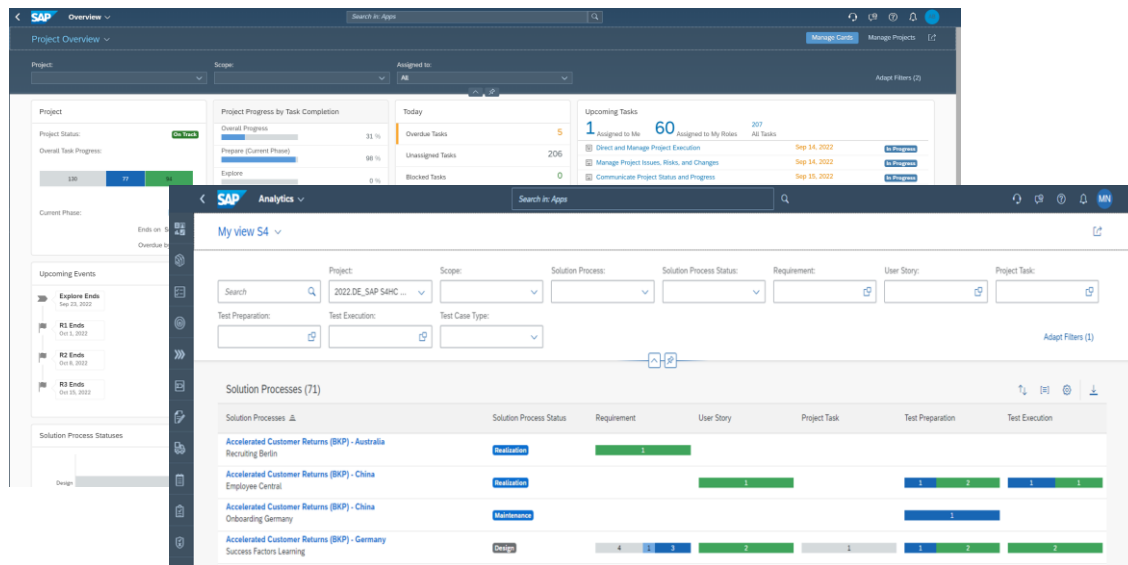 SAP Overview
Search in: Apps
Project Overview
Manage Cards Manage Projects
Project: Scope: Assigned to:
All
Adapt Filters (2)
Project
Project Status: On Track
Overall Task Progress:
130 77 94
Current Phase:
Ends on
Overdue by
Project Progress by Task Completion
Overall Progress
31 %
Prepare (Current Phase)
98 %
Explore
0 %
Today
Overdue Tasks 5
Unassigned Tasks 206
Blocked Tasks 0
Upcoming Tasks
1 Assigned to Me 60 Assigned to My Roles 207 All Tasks
Direct and Manage Project Execution Sep 14, 2022 In Progress
Manage Project Issues, Risks, and Changes Sep 14, 2022 In Progress
Communicate Project Status and Progress Sep 15, 2022 In Progress
Upcoming Events
Explore Ends
Sep 23, 2022
R1 Ends
Oct 1, 2022
R2 Ends
Oct 8, 2022
R3 Ends
Oct 15, 2022
Solution Process Statuses
Design
SAP Analytics
Search in: Apps
MN
My view S4
Project: Scope: Solution Process: Solution Process Status: Requirement: User Story: Project Task:
Search 2022.DE_SAP S4HC ...
Test Preparation: Test Execution: Test Case Type:
Adapt Filters (1)
Solution Processes (71)
Solution Processes Solution Process Status Requirement User Story Project Task Test Preparation Test Execution
Accelerated Customer Returns (BKP) - Australia
Recruiting Berlin Realization 1
Accelerated Customer Returns (BKP) - China
Employee Central Realization 1 1 2 1 1
Accelerated Customer Returns (BKP) - China
Onboarding Germany Maintenance 1
Accelerated Customer Returns (BKP) - Germany
Success Factors Learning Design 4 1 3 2 1 1 2 2